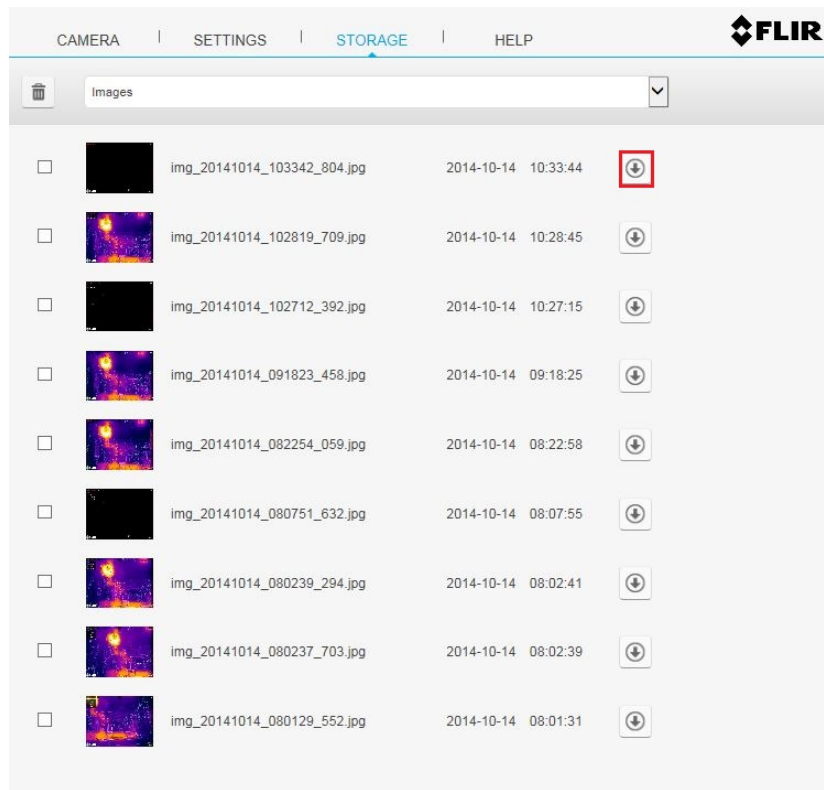 CAMERA | SETTINGS | STORAGE | HELP FLIR
Images
img_20141014_103342_804.jpg 2014-10-14 10:33:44
img_20141014_102819_709.jpg 2014-10-14 10:28:45
img_20141014_102712_392.jpg 2014-10-14 10:27:15
img_20141014_091823_458.jpg 2014-10-14 09:18:25
img_20141014_082254_059.jpg 2014-10-14 08:22:58
img_20141014_080751_632.jpg 2014-10-14 08:07:55
img_20141014_080239_294.jpg 2014-10-14 08:02:41
img_20141014_080237_703.jpg 2014-10-14 08:02:39
img_20141014_080129_552.jpg 2014-10-14 08:01:31